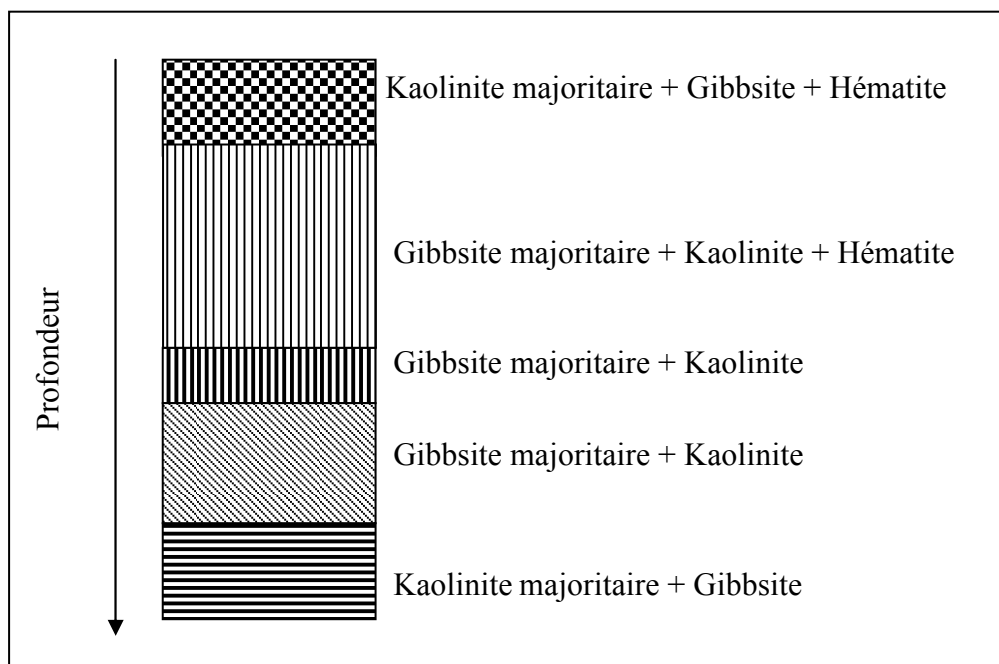 Profondeur
Kaolinite majoritaire + Gibbsite + Hématite
Gibbsite majoritaire + Kaolinite + Hématite
Gibbsite majoritaire + Kaolinite
Gibbsite majoritaire + Kaolinite
Kaolinite majoritaire + Gibbsite